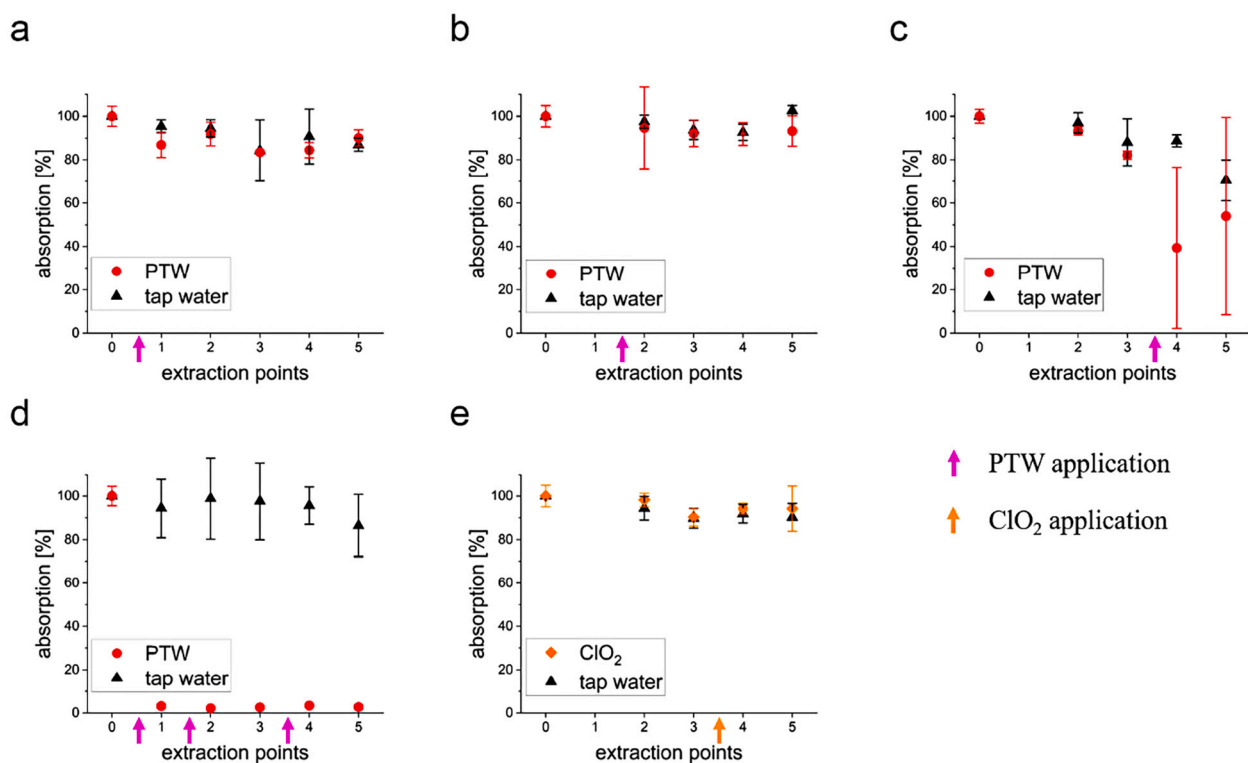 a
absorption [%]
100
80
60
40
20
0
PTW
tap water
0 1 2 3 4 5
extraction points
b
absorption [%]
100
80
60
40
20
0
PTW
tap water
0 1 2 3 4 5
extraction points
c
absorption [%]
100
80
60
40
20
0
PTW
tap water
0 1 2 3 4 5
extraction points
d
absorption [%]
100
80
60
40
20
0
PTW
tap water
0 1 2 3 4 5
extraction points
e
absorption [%]
100
80
60
40
20
0
ClO₂
tap water
0 1 2 3 4 5
extraction points
PTW application
ClO₂ application